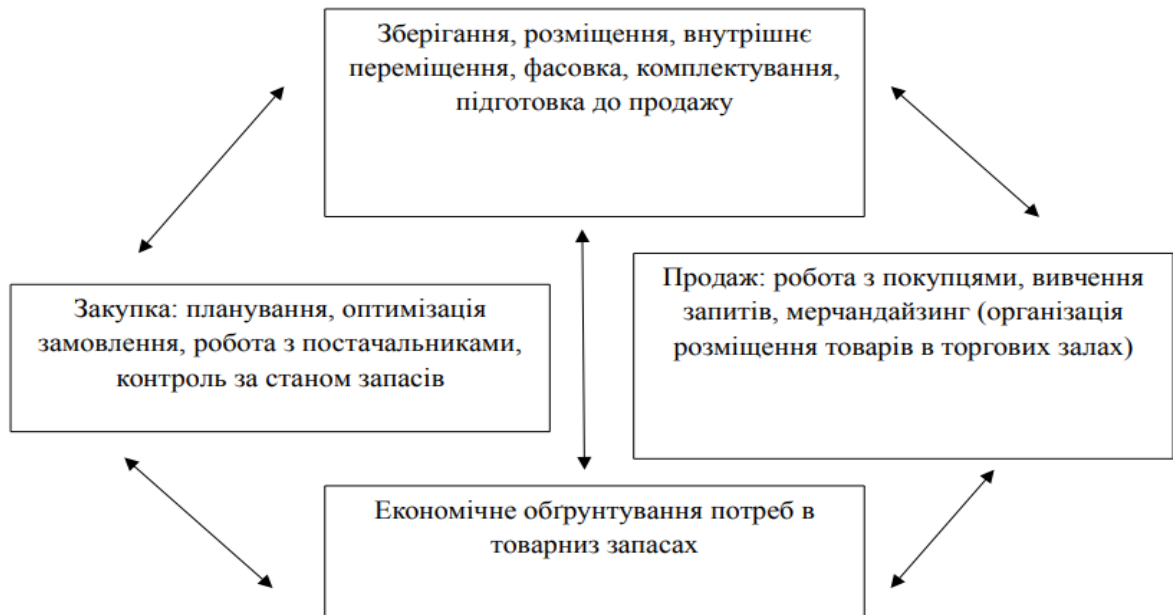 Зберігання, розміщення, внутрішнє
переміщення, фасовка, комплектування,
підготовка до продажу
Закупка: планування, оптимізація
замовлення, робота з постачальниками,
контроль за станом запасів
Продаж: робота з покупцями, вивчення
запитів, мерчандайзинг (організація
розміщення товарів в торгових залах)
Економічне обґрунтування потреб в
товарниз запасах